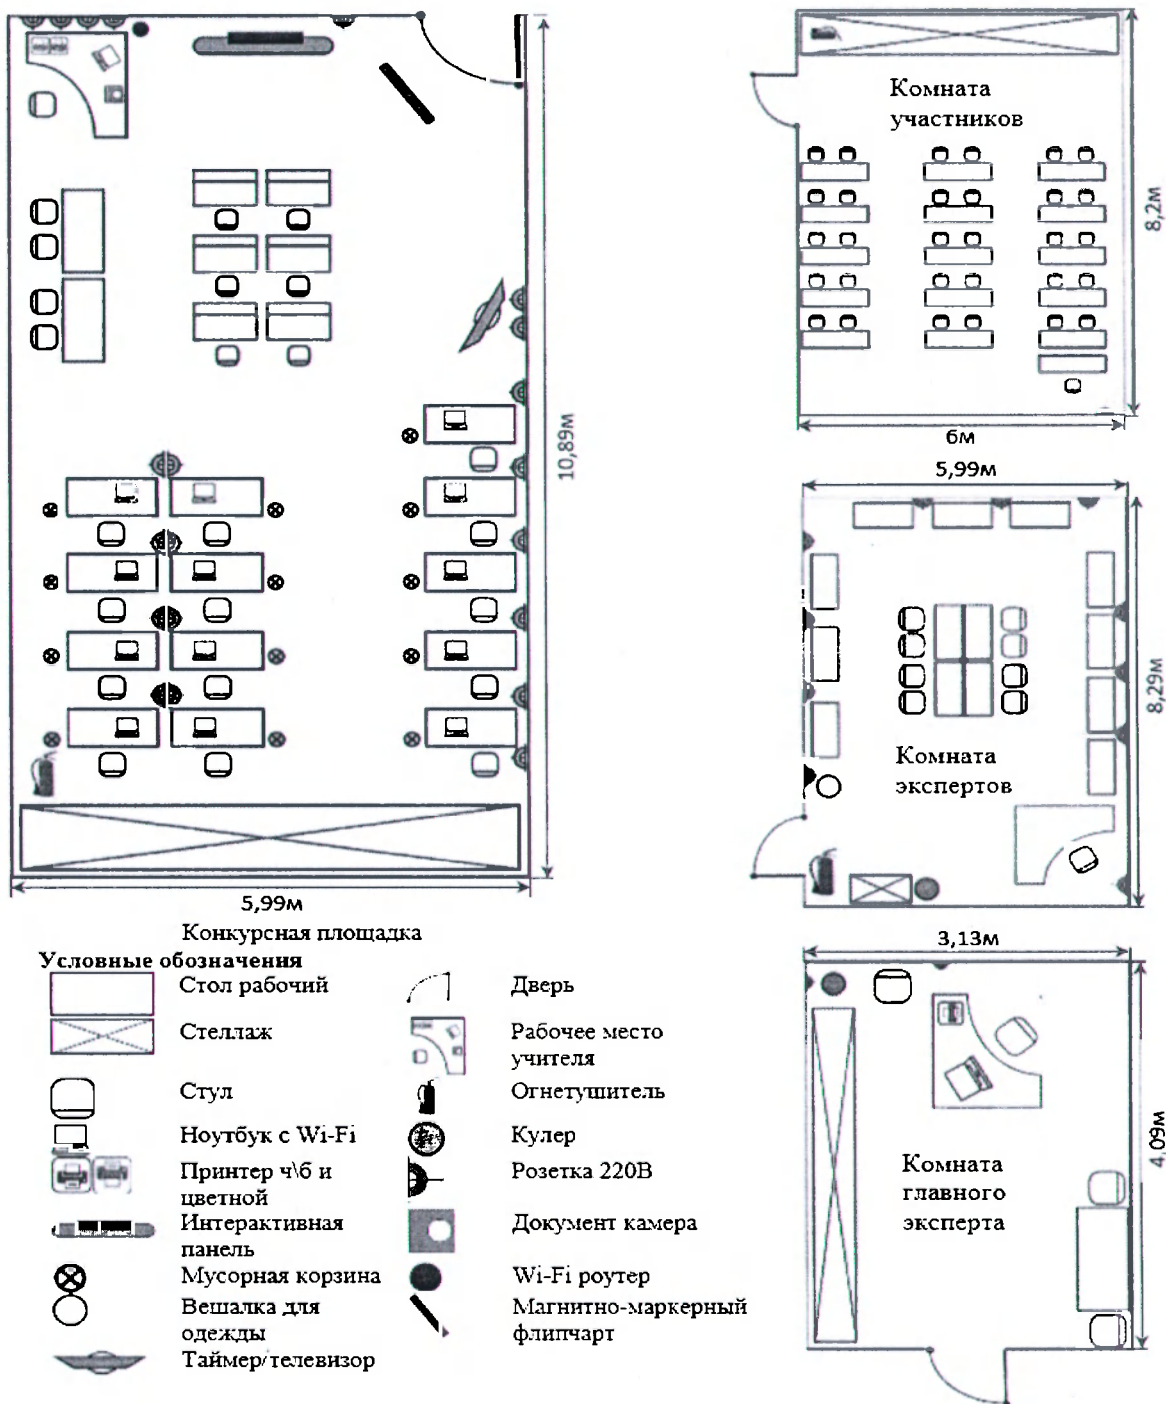 10,89м
5,99м
Конкурсная площадка
Комната
участников
8,2м
6м
5,99м
8,29м
Комната
экспертов
3,13м
4,09м
Комната
главного
эксперта
Условные обозначения
Стол рабочий
Стеллаж
Стул
Ноутбук с Wi-Fi
Принтер ч\б и
цветной
Интерактивная
панель
Мусорная корзина
Вешалка для
одежды
Таймер/телевизор
Дверь
Рабочее место
учителя
Огнетушитель
Кулер
Розетка 220В
Документ камера
Wi-Fi роутер
Магнитно-маркерный
флипчарт